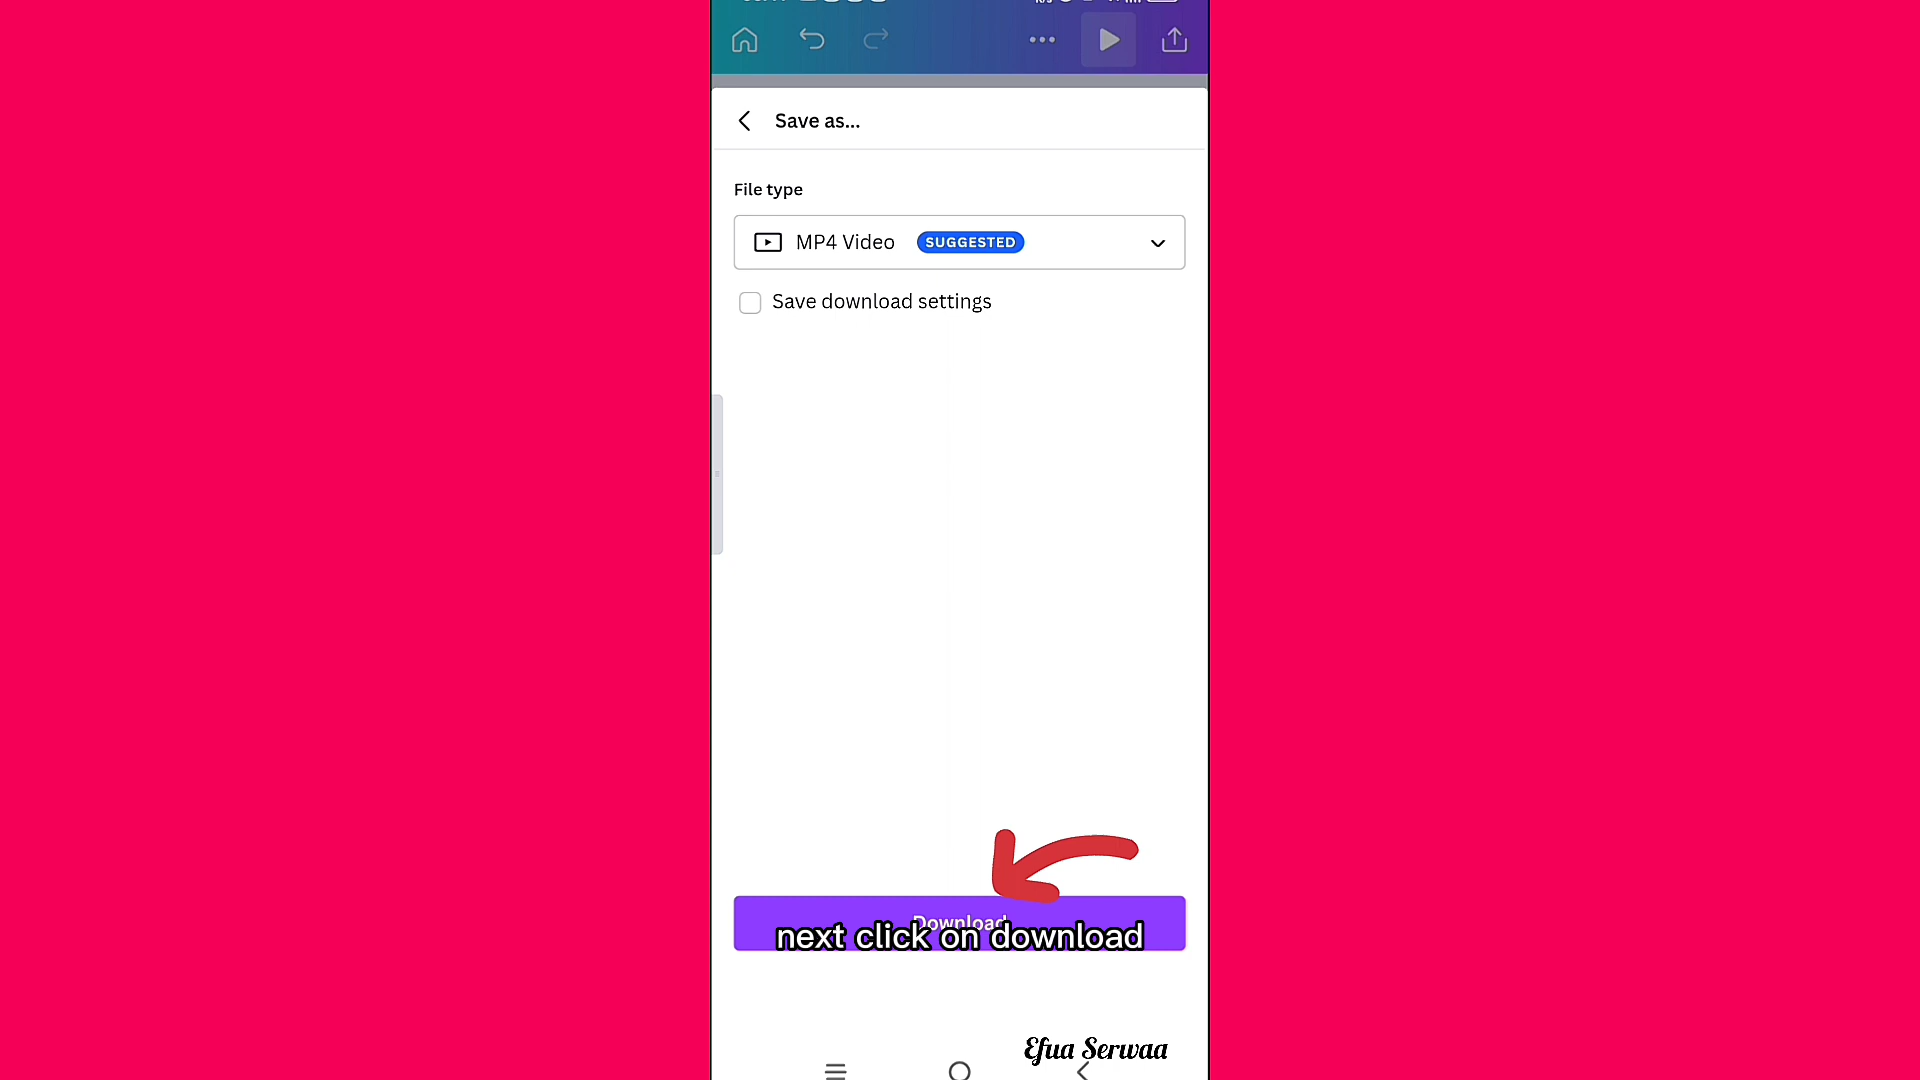 Save as...
File type
MP4 Video SUGGESTED
Save download settings
Download
next click on download
Efua Serwaa